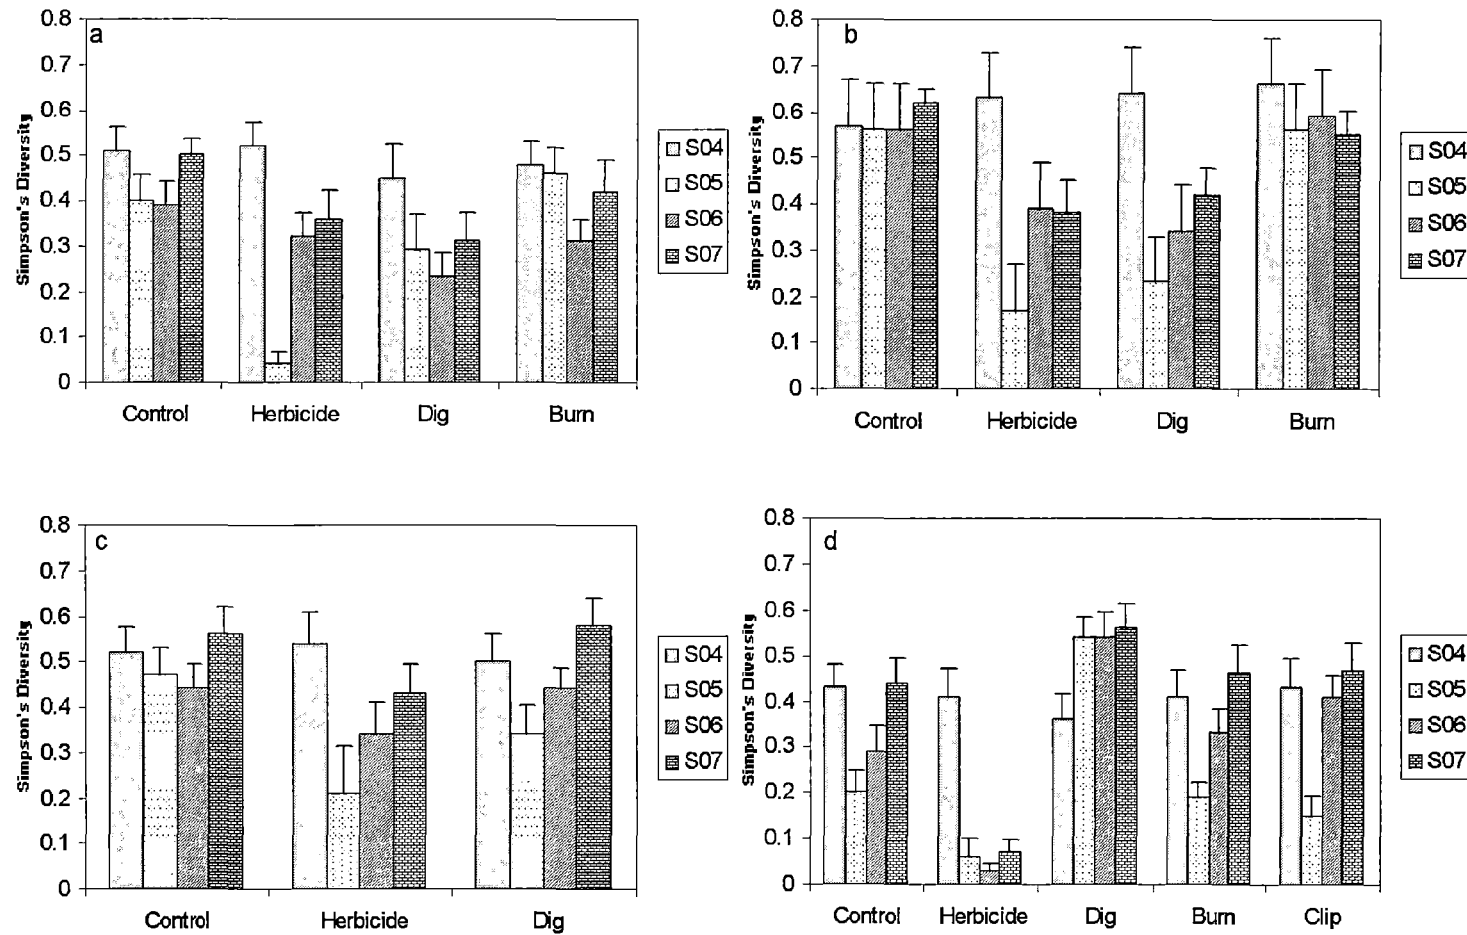 a
0.8
0.7
0.6
0.5
0.4
0.3
0.2
0.1
0
Simpson's Diversity
Control Herbicide Dig Burn
S04
S05
S06
S07
b
0.8
0.7
0.6
0.5
0.4
0.3
0.2
0.1
0
Simpson's Diversity
Control Herbicide Dig Burn
S04
S05
S06
S07
c
0.8
0.7
0.6
0.5
0.4
0.3
0.2
0.1
0
Simpson's Diversity
Control Herbicide Dig
S04
S05
S06
S07
d
0.8
0.7
0.6
0.5
0.4
0.3
0.2
0.1
0
Simpson's Diversity
Control Herbicide Dig Burn Clip
S04
S05
S06
S07